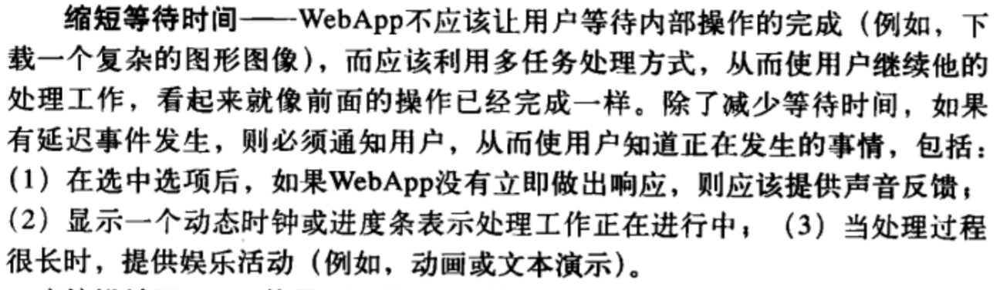 缩短等待时间——WebApp不应该让用户等待内部操作的完成（例如，下
载一个复杂的图形图像），而应该利用多任务处理方式，从而使用户继续他的
处理工作，看起来就像前面的操作已经完成一样。除了减少等待时间，如果
有延迟事件发生，则必须通知用户，从而使用户知道正在发生的事情，包括：
（1）在选中选项后，如果WebApp没有立即做出响应，则应该提供声音反馈；
（2）显示一个动态时钟或进度条表示处理工作正在进行中；（3）当处理过程
很长时，提供娱乐活动（例如，动画或文本演示）。